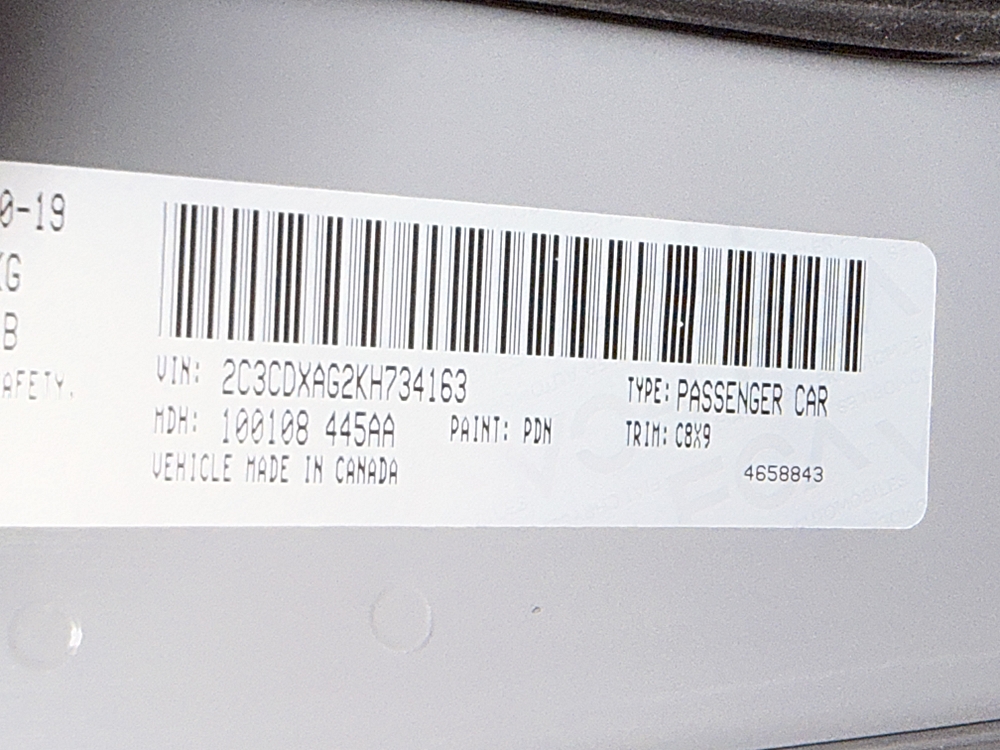 0-19
KG
B
AFETY.
VIN: 2C3CDXAG2KH734163
TYPE: PASSENGER CAR
MDH: 100108 445AA
PAINT: PDN
TRIM: C8X9
VEHICLE MADE IN CANADA
4658843